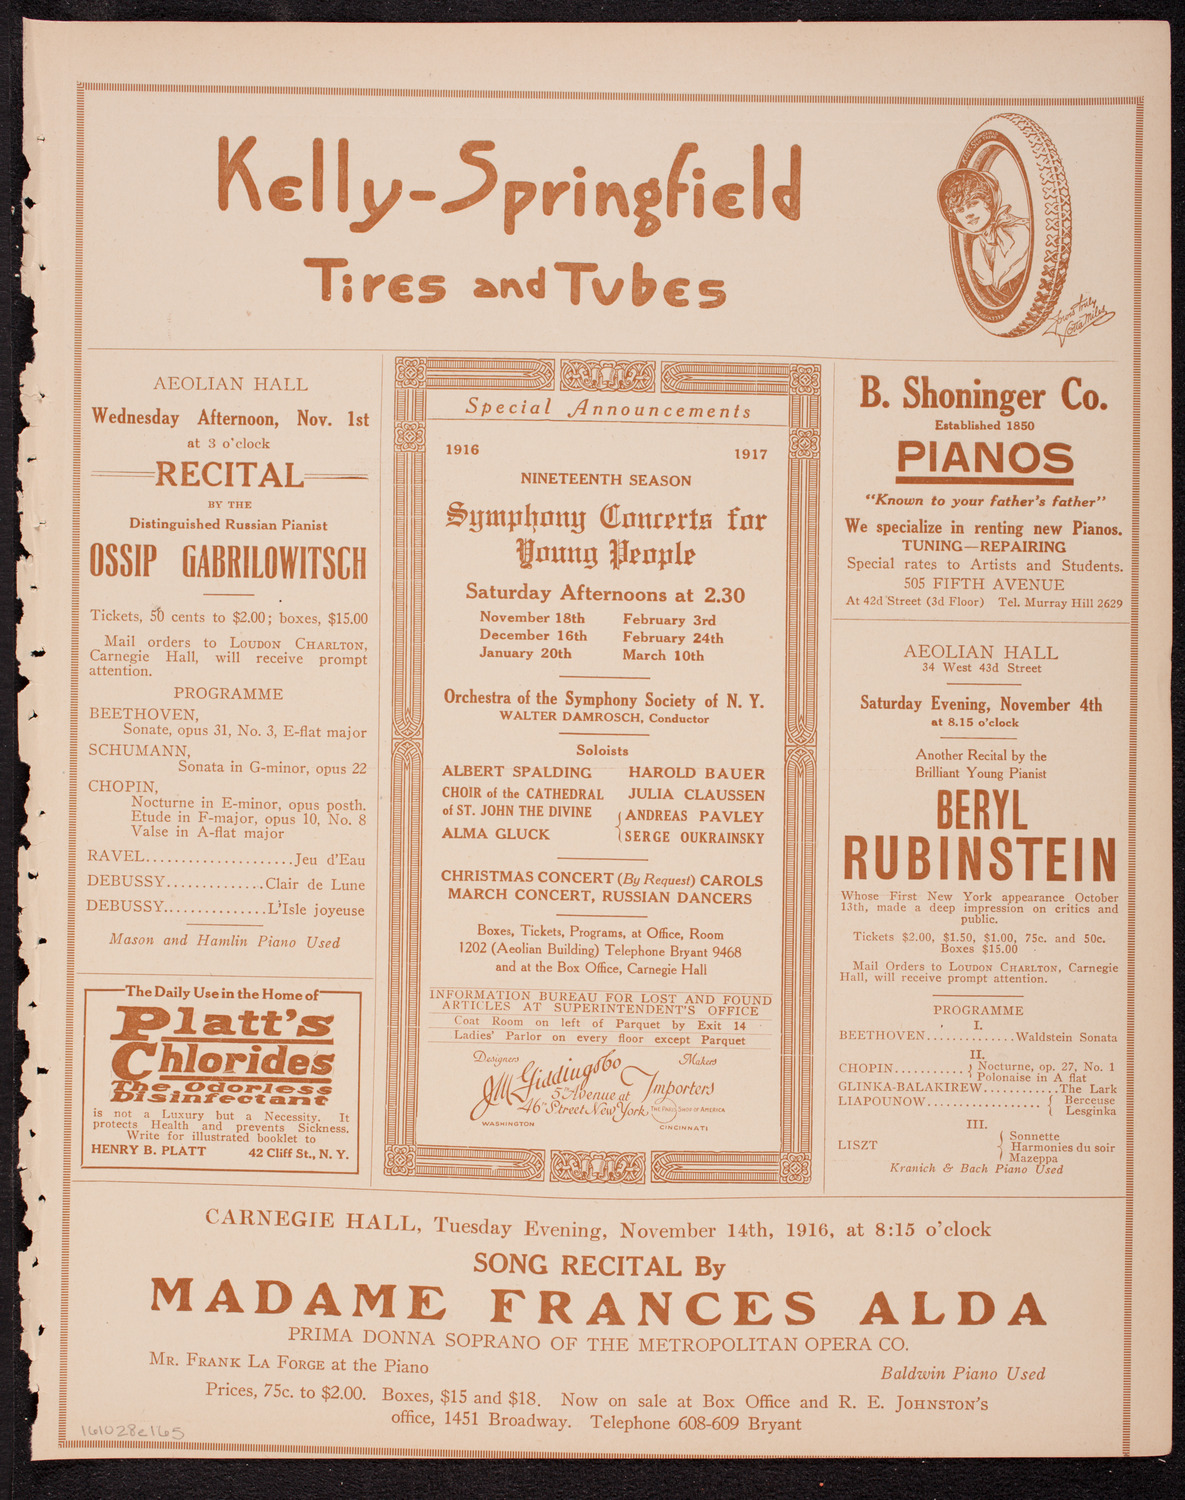 Kelly-Springfield
Tires and Tubes
Yours truly
Lotta Miles
AEOLIAN HALL
Wednesday Afternoon, Nov. 1st
at 3 o'clock
RECITAL
BY THE
Distinguished Russian Pianist
OSSIP GABRILOWITSCH
Tickets, 50 cents to $2.00; boxes, $15.00
Mail orders to LOUDON CHARLTON,
Carnegie Hall, will receive prompt
attention.
PROGRAMME
BEETHOVEN,
Sonate, opus 31, No. 3, E-flat major
SCHUMANN,
Sonata in G-minor, opus 22
CHOPIN,
Nocturne in E-minor, opus posth.
Etude in F-major, opus 10, No. 8
Valse in A-flat major
RAVEL.....................Jeu d'Eau
DEBUSSY..............Clair de Lune
DEBUSSY...............L'Isle joyeuse
Mason and Hamlin Piano Used
The Daily Use in the Home of
Platt's
Chlorides
The Odorless
Disinfectant
is not a Luxury but a Necessity. It
protects Health and prevents Sickness.
Write for illustrated booklet to
HENRY B. PLATT 42 Cliff St., N. Y.
Special Announcements
1916 1917
NINETEENTH SEASON
Symphony Concerts for
Young People
Saturday Afternoons at 2.30
November 18th February 3rd
December 16th February 24th
January 20th March 10th
Orchestra of the Symphony Society of N. Y.
WALTER DAMROSCH, Conductor
Soloists
ALBERT SPALDING HAROLD BAUER
CHOIR of the CATHEDRAL JULIA CLAUSSEN
of ST. JOHN THE DIVINE { ANDREAS PAVLEY
ALMA GLUCK { SERGE OUKRAINSKY
CHRISTMAS CONCERT (By Request) CAROLS
MARCH CONCERT, RUSSIAN DANCERS
Boxes, Tickets, Programs, at Office, Room
1202 (Aeolian Building) Telephone Bryant 9468
and at the Box Office, Carnegie Hall
INFORMATION BUREAU FOR LOST AND FOUND
ARTICLES AT SUPERINTENDENT'S OFFICE
Coat Room on left of Parquet by Exit 14
Ladies' Parlor on every floor except Parquet
Designers Makers
JM Giddings & Co Importers
5th Avenue at
46th Street New York.
THE PARIS SHOP OF AMERICA
WASHINGTON CINCINNATI
B. Shoninger Co.
Established 1850
PIANOS
"Known to your father's father"
We specialize in renting new Pianos.
TUNING—REPAIRING
Special rates to Artists and Students.
505 FIFTH AVENUE
At 42d Street (3d Floor) Tel. Murray Hill 2629
AEOLIAN HALL
34 West 43d Street
Saturday Evening, November 4th
at 8.15 o'clock
Another Recital by the
Brilliant Young Pianist
BERYL
RUBINSTEIN
Whose First New York appearance October
13th, made a deep impression on critics and
public.
Tickets $2.00, $1.50, $1.00, 75c. and 50c.
Boxes $15.00
Mail Orders to LOUDON CHARLTON, Carnegie
Hall, will receive prompt attention.
PROGRAMME
I.
BEETHOVEN.............Waldstein Sonata
II.
CHOPIN...........{ Nocturne, op. 27, No. 1
{ Polonaise in A flat
GLINKA-BALAKIREW............The Lark
LIAPOUNOW.................. { Berceuse
{ Lesginka
III.
{ Sonnette
LISZT { Harmonies du soir
{ Mazeppa
Kranich & Bach Piano Used
CARNEGIE HALL, Tuesday Evening, November 14th, 1916, at 8:15 o'clock
SONG RECITAL By
MADAME FRANCES ALDA
PRIMA DONNA SOPRANO OF THE METROPOLITAN OPERA CO.
MR. FRANK LA FORGE at the Piano
Baldwin Piano Used
Prices, 75c. to $2.00. Boxes, $15 and $18. Now on sale at Box Office and R. E. JOHNSTON'S
office, 1451 Broadway. Telephone 608-609 Bryant
161028e165